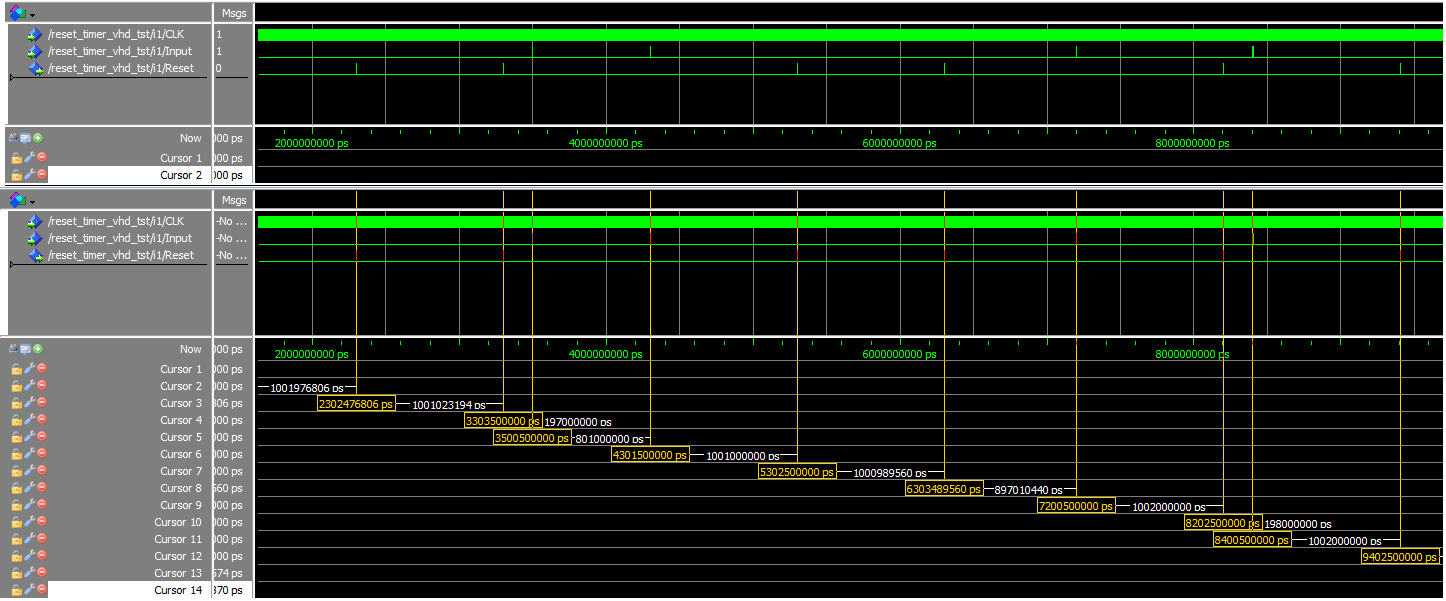 Msgs
/reset_timer_vhd_tst/i1/CLK 1
/reset_timer_vhd_tst/i1/Input 1
/reset_timer_vhd_tst/i1/Reset 0
Now 000 ps
2000000000 ps 4000000000 ps 6000000000 ps 8000000000 ps
Cursor 1 000 ps
Cursor 2 000 ps
Msgs
/reset_timer_vhd_tst/i1/CLK -No ...
/reset_timer_vhd_tst/i1/Input -No ...
/reset_timer_vhd_tst/i1/Reset -No ...
Now 000 ps
2000000000 ps 4000000000 ps 6000000000 ps 8000000000 ps
Cursor 1 000 ps
Cursor 2 000 ps 1001976806 ps
Cursor 3 806 ps 2302476806 ps 1001023194 ps
Cursor 4 000 ps 3303500000 ps 197000000 ps
Cursor 5 000 ps 3500500000 ps 801000000 ps
Cursor 6 000 ps 4301500000 ps 1001000000 ps
Cursor 7 000 ps 5302500000 ps 1000989560 ps
Cursor 8 560 ps 6303489560 ps 897010440 ps
Cursor 9 000 ps 7200500000 ps 1002000000 ps
Cursor 10 000 ps 8202500000 ps 198000000 ps
Cursor 11 000 ps 8400500000 ps 1002000000 ps
Cursor 12 000 ps 9402500000 ps
Cursor 13 574 ps
Cursor 14 370 ps